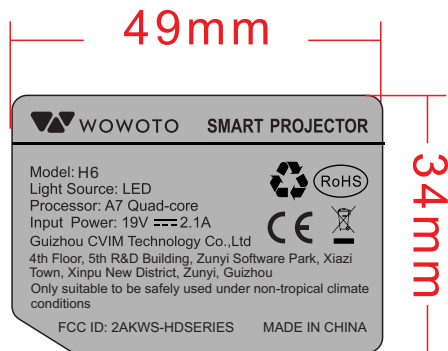 49mm
WOWOTO SMART PROJECTOR
Model: H6
Light Source: LED
Processor: A7 Quad-core
RoHS
Input Power: 19V 2.1A
CE
Guizhou CVIM Technology Co.,Ltd
4th Floor, 5th R&D Building, Zunyi Software Park, Xiazi
Town, Xinpu New District, Zunyi, Guizhou
Only suitable to be safely used under non-tropical climate
conditions
FCC ID: 2AKWS-HDSERIES MADE IN CHINA
34mm